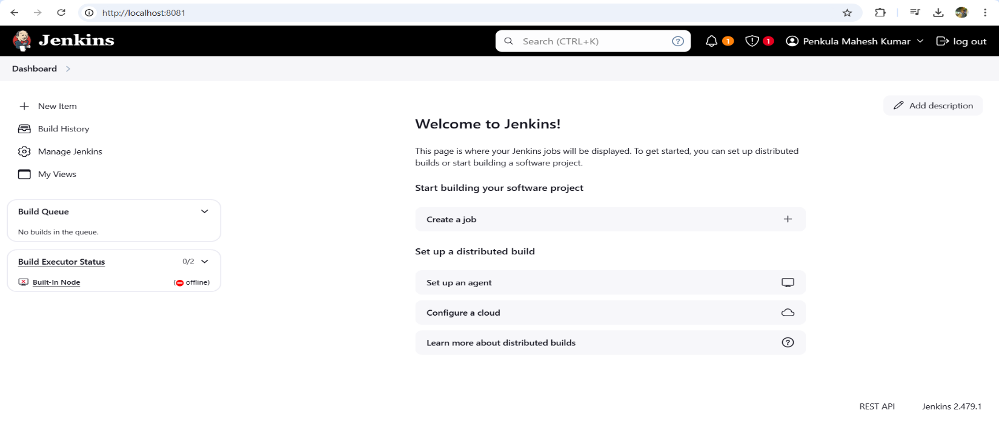 http://localhost:8081
Jenkins
Search (CTRL+K)
?
1
1
Penkula Mahesh Kumar
log out
Dashboard
New Item
Build History
Manage Jenkins
My Views
Build Queue
No builds in the queue.
Build Executor Status
0/2
Built-In Node
(offline)
Add description
Welcome to Jenkins!
This page is where your Jenkins jobs will be displayed. To get started, you can set up distributed
builds or start building a software project.
Start building your software project
Create a job
Set up a distributed build
Set up an agent
Configure a cloud
Learn more about distributed builds
?
REST API
Jenkins 2.479.1